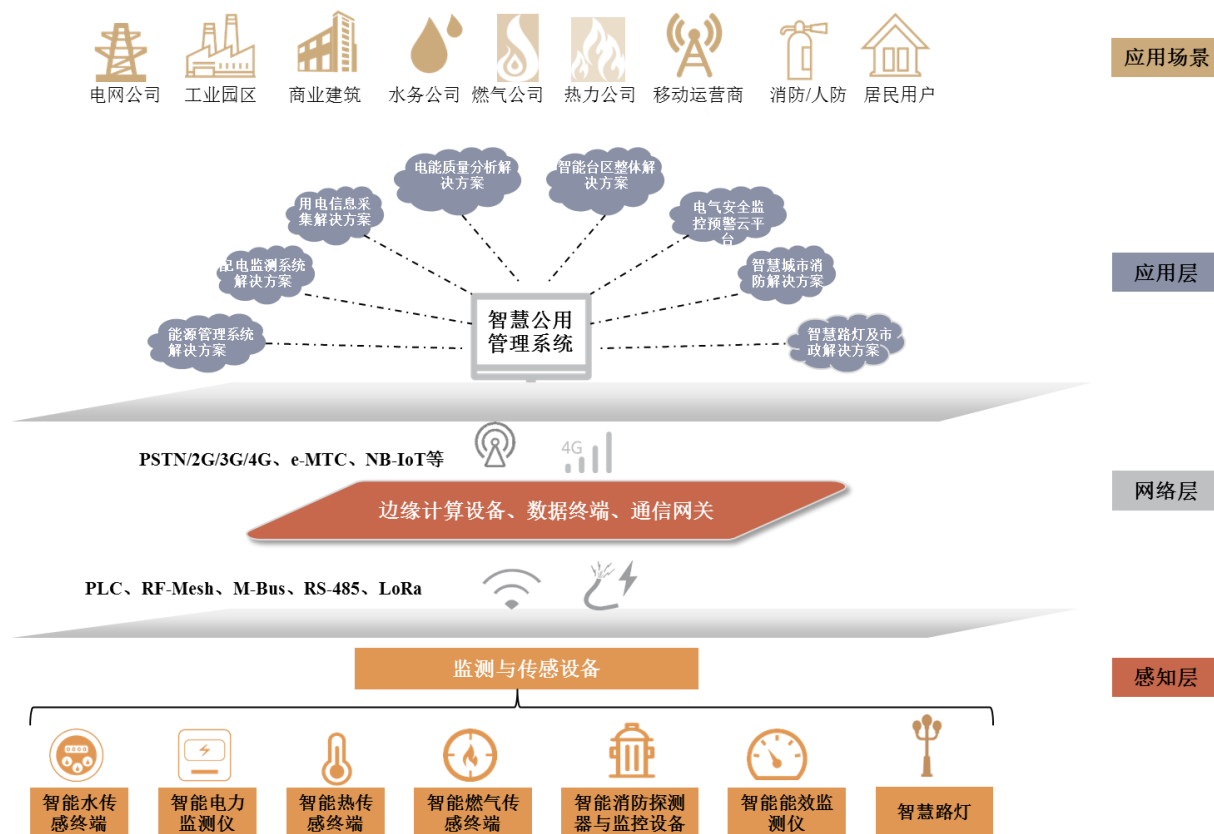 电网公司 工业园区 商业建筑 水务公司 燃气公司 热力公司 移动运营商 消防/人防 居民用户
应用场景
电能质量分析解
决方案
智能台区整体解
决方案
用电信息采
集解决方案
电气安全监
控预警云平
台
配电监测系统
解决方案
智慧城市消
防解决方案
能源管理系统
解决方案
智慧公用
管理系统
智慧路灯及市
政解决方案
应用层
PSTN/2G/3G/4G、e-MTC、NB-IoT等
4G
边缘计算设备、数据终端、通信网关
网络层
PLC、RF-Mesh、M-Bus、RS-485、LoRa
监测与传感设备
感知层
智能水传
感终端
智能电力
监测仪
智能热传
感终端
智能燃气传
感终端
智能消防探测
器与监控设备
智能能效监
测仪
智慧路灯